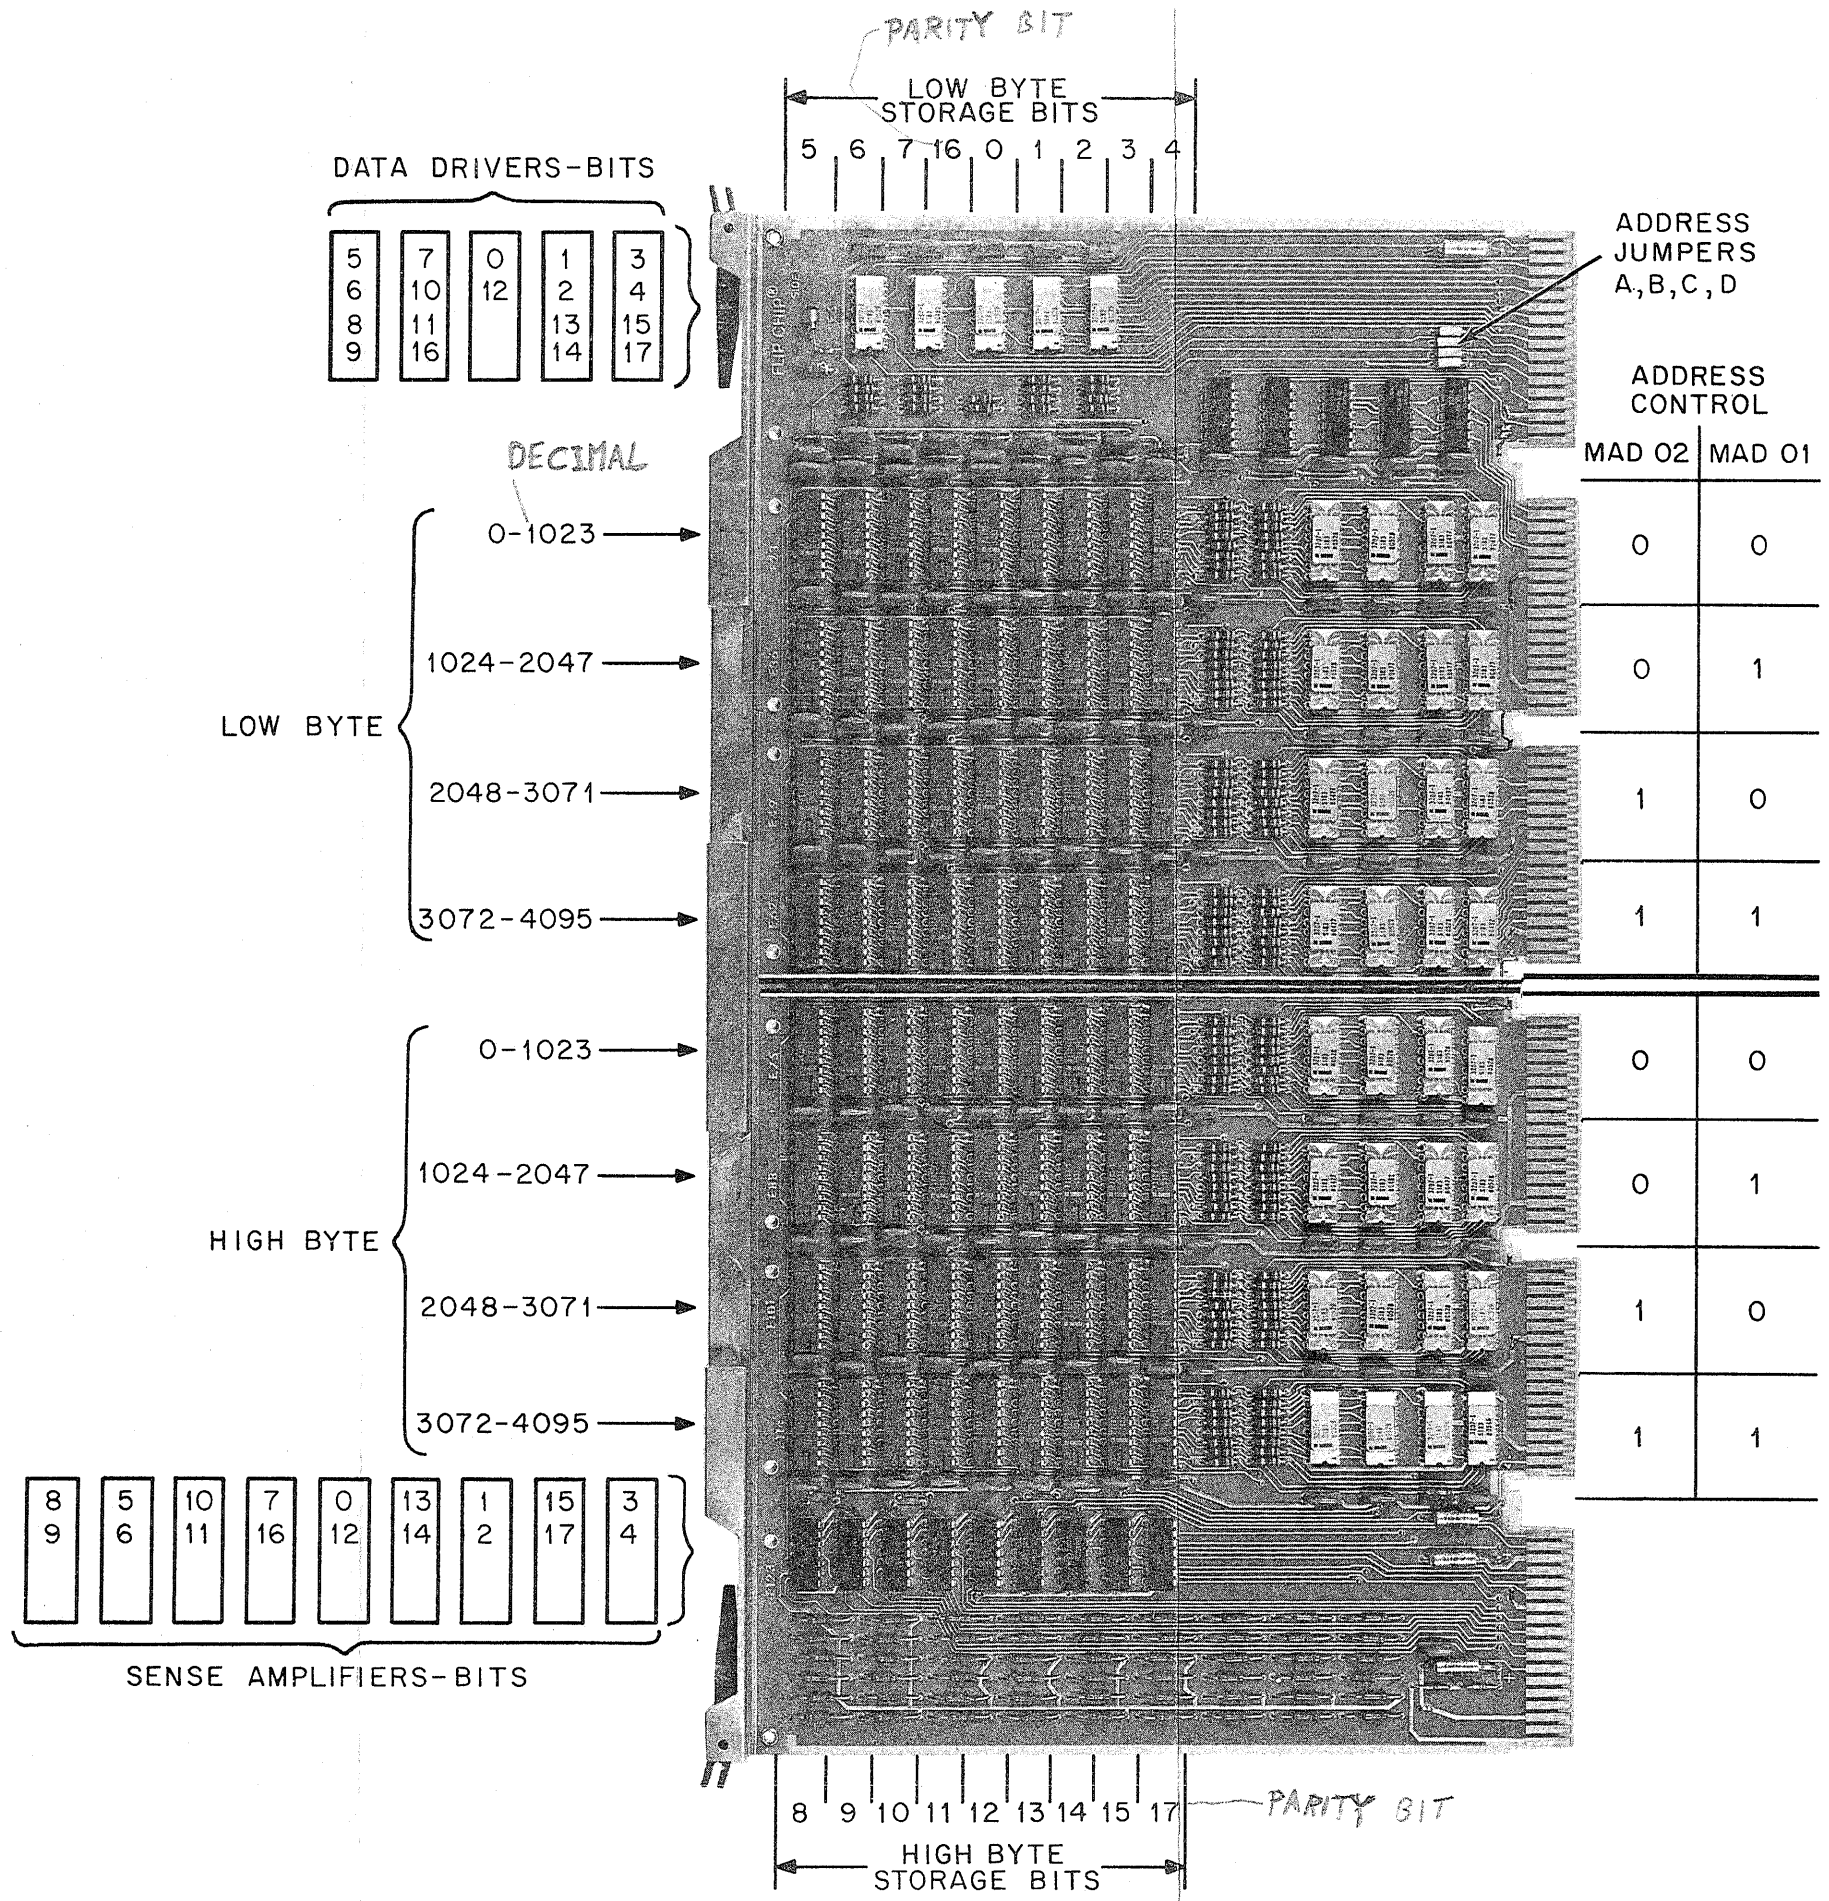 PARITY BIT
LOW BYTE
STORAGE BITS
5 6 7 16 0 1 2 3 4
DATA DRIVERS-BITS
5 7 0 1 3
6 10 12 2 4
8 11 13 15
9 16 14 17
ADDRESS
JUMPERS
A,B,C,D
FLIP CHIP
ADDRESS
CONTROL
MAD 02 MAD 01
DECIMAL
0-1023
0 0
1024-2047
0 1
LOW BYTE
2048-3071
1 0
3072-4095
1 1
0-1023
0 0
1024-2047
0 1
HIGH BYTE
2048-3071
1 0
3072-4095
1 1
8 5 10 7 0 13 1 15 3
9 6 11 16 12 14 2 17 4
SENSE AMPLIFIERS-BITS
8 9 10 11 12 13 14 15 17
PARITY BIT
HIGH BYTE
STORAGE BITS